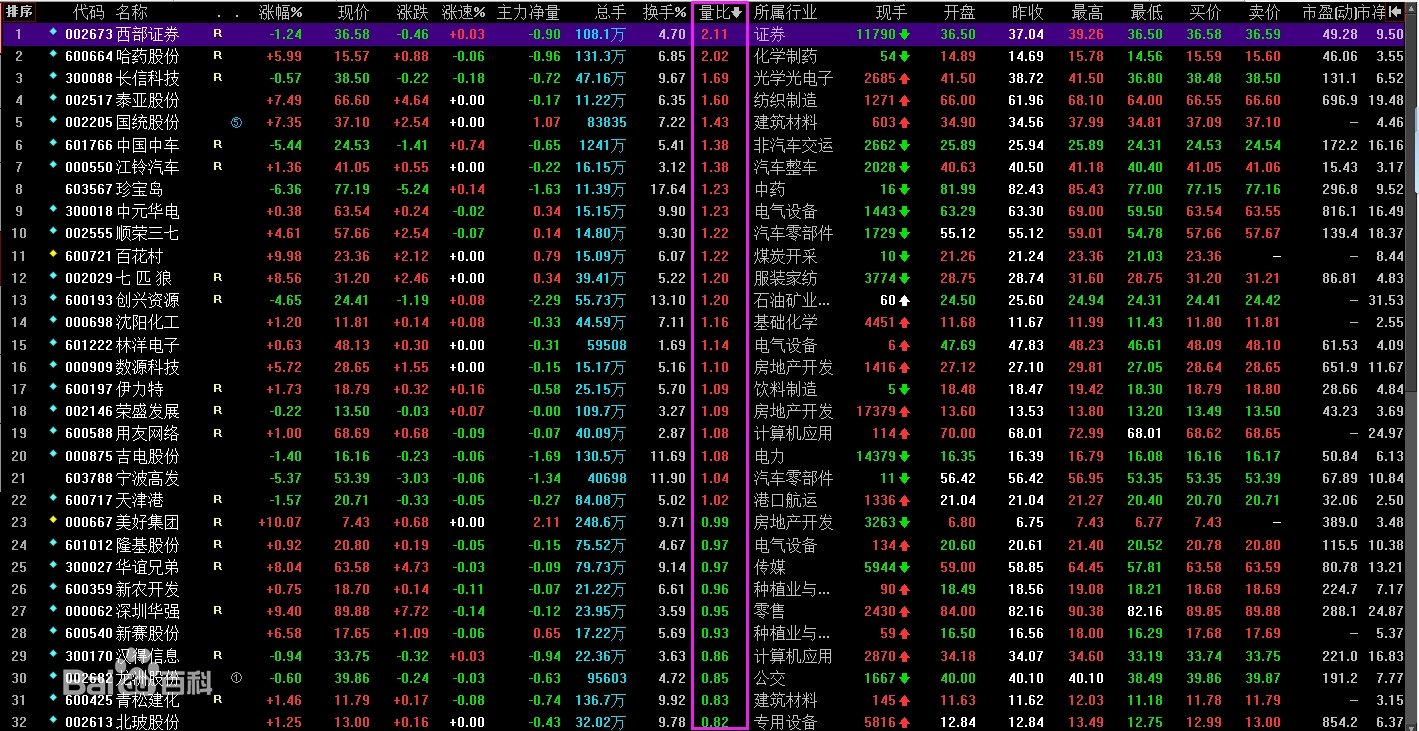 排序 代码 名称 . . 涨幅% 现价 涨跌 涨速% 主力净量 总手 换手% 量比 所属行业 现手 开盘 昨收 最高 最低 买价 卖价 市盈(动) 市净
1 002673 西部证券 R -1.24 36.58 -0.46 +0.03 -0.90 108.1万 4.70 2.11 证券 11790 36.50 37.04 39.26 36.50 36.58 36.59 49.28 9.50
2 600664 哈药股份 R +5.99 15.57 +0.88 -0.06 -0.96 131.3万 6.85 2.02 化学制药 54 14.89 14.69 15.78 14.56 15.59 15.60 46.06 3.55
3 300088 长信科技 R -0.57 38.50 -0.22 -0.18 -0.72 47.16万 9.67 1.69 光学光电子 2685 41.50 38.72 41.50 36.80 38.48 38.50 131.1 6.52
4 002517 泰亚股份 +7.49 66.60 +4.64 +0.00 -0.17 11.22万 6.35 1.60 纺织制造 1271 66.00 61.96 68.10 64.00 66.55 66.60 696.9 19.48
5 002205 国统股份 ⑤ +7.35 37.10 +2.54 +0.00 1.07 83835 7.22 1.43 建筑材料 603 34.90 34.56 37.99 34.81 37.09 37.10 — 4.46
6 601766 中国中车 R -5.44 24.53 -1.41 +0.74 -0.65 1241万 5.41 1.38 非汽车交运 2662 25.89 25.94 25.89 24.31 24.53 24.54 172.2 16.16
7 000550 江铃汽车 R +1.36 41.05 +0.55 +0.00 -0.22 16.15万 3.12 1.38 汽车整车 2028 40.63 40.50 41.18 40.40 41.05 41.06 15.43 3.17
8 603567 珍宝岛 -6.36 77.19 -5.24 +0.14 -1.63 11.39万 17.64 1.23 中药 16 81.99 82.43 85.43 77.00 77.15 77.16 296.8 9.52
9 300018 中元华电 +0.38 63.54 +0.24 -0.02 0.34 15.15万 9.90 1.23 电气设备 1443 63.29 63.30 69.00 59.50 63.54 63.55 816.1 16.49
10 002555 顺荣三七 +4.61 57.66 +2.54 -0.07 0.14 14.80万 9.30 1.22 汽车零部件 1729 55.12 55.12 59.01 54.78 57.66 57.67 139.4 18.37
11 600721 百花村 +9.98 23.36 +2.12 +0.00 0.79 15.09万 6.07 1.22 煤炭开采 10 21.26 21.24 23.36 21.03 23.36 — — 8.44
12 002029 七 匹 狼 R +8.56 31.20 +2.46 +0.00 0.34 39.41万 5.22 1.20 服装家纺 3774 28.75 28.74 31.60 28.75 31.20 31.21 86.81 4.83
13 600193 创兴资源 R -4.65 24.41 -1.19 +0.08 -2.29 55.73万 13.10 1.20 石油矿业... 60 24.50 25.60 24.94 24.31 24.41 24.42 — 31.53
14 000698 沈阳化工 +1.20 11.81 +0.14 +0.08 -0.33 44.59万 7.11 1.16 基础化学 4451 11.68 11.67 11.99 11.43 11.80 11.81 — 2.55
15 601222 林洋电子 +0.63 48.13 +0.30 +0.00 -0.31 59508 1.69 1.14 电气设备 6 47.69 47.83 48.23 46.61 48.09 48.10 61.53 4.09
16 000909 数源科技 +5.72 28.65 +1.55 +0.00 -0.15 15.17万 5.16 1.10 房地产开发 1416 27.12 27.10 29.81 27.05 28.64 28.65 651.9 11.67
17 600197 伊力特 R +1.73 18.79 +0.32 +0.16 -0.58 25.15万 5.70 1.09 饮料制造 5 18.48 18.47 19.42 18.30 18.79 18.80 28.66 4.84
18 002146 荣盛发展 R -0.22 13.50 -0.03 +0.07 -0.00 109.7万 3.27 1.09 房地产开发 17379 13.60 13.53 13.80 13.20 13.49 13.50 43.23 3.69
19 600588 用友网络 R +1.00 68.69 +0.68 -0.09 -0.07 40.09万 2.87 1.08 计算机应用 114 70.00 68.01 72.99 68.01 68.62 68.65 — 24.97
20 000875 吉电股份 -1.40 16.16 -0.23 -0.06 -1.69 130.5万 11.69 1.08 电力 14379 16.35 16.39 16.79 16.08 16.16 16.17 50.84 6.13
21 603788 宁波高发 -5.37 53.39 -3.03 -0.06 -1.34 40698 11.90 1.04 汽车零部件 11 56.42 56.42 56.95 53.35 53.35 53.39 67.89 10.84
22 600717 天津港 R -1.57 20.71 -0.33 -0.05 -0.27 84.08万 5.02 1.02 港口航运 1336 21.04 21.04 21.27 20.40 20.70 20.71 32.06 2.50
23 000667 美好集团 R +10.07 7.43 +0.68 +0.00 2.11 248.6万 9.71 0.99 房地产开发 3263 6.80 6.75 7.43 6.77 7.43 — 389.0 3.48
24 601012 隆基股份 R +0.92 20.80 +0.19 -0.05 -0.15 75.52万 4.67 0.97 电气设备 134 20.60 20.61 21.40 20.52 20.78 20.80 115.5 10.38
25 300027 华谊兄弟 R +8.04 63.58 +4.73 -0.03 -0.09 79.73万 9.14 0.97 传媒 5944 59.00 58.85 64.45 57.81 63.58 63.59 80.78 13.21
26 600359 新农开发 +0.75 18.70 +0.14 -0.11 -0.07 21.22万 6.61 0.96 种植业与... 90 18.49 18.56 19.08 18.21 18.68 18.69 224.7 7.17
27 000062 深圳华强 R +9.40 89.88 +7.72 -0.14 -0.12 23.95万 3.59 0.95 零售 2430 84.00 82.16 90.38 82.16 89.85 89.88 288.1 24.87
28 600540 新赛股份 +6.58 17.65 +1.09 -0.06 0.65 17.22万 5.69 0.93 种植业与... 59 16.50 16.56 18.00 16.29 17.68 17.69 — 5.37
29 300170 汉得信息 R -0.94 33.75 -0.32 +0.03 -0.94 22.36万 3.63 0.86 计算机应用 2870 34.18 34.07 34.60 33.19 33.74 33.75 221.0 16.83
30 002682 龙洲股份 ① -0.60 39.86 -0.24 -0.03 -0.63 95603 4.72 0.85 公交 1667 40.00 40.10 40.10 38.49 39.86 39.87 191.2 7.77
31 600425 青松建化 R +1.46 11.79 +0.17 -0.08 -0.74 136.7万 9.92 0.83 建筑材料 145 11.63 11.62 12.03 11.18 11.78 11.79 — 3.15
32 002613 北玻股份 +1.25 13.00 +0.16 +0.00 -0.43 32.02万 9.78 0.82 专用设备 5816 12.84 12.84 13.49 12.75 12.99 13.00 854.2 6.37
Bai 百科